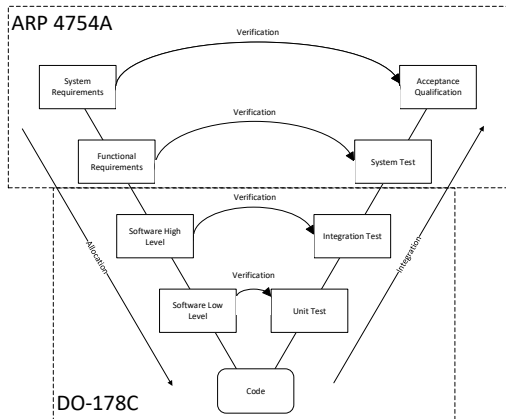 ARP 4754A
Verification
System
Requirements
Acceptance
Qualification
Verification
Functional
Requirements
System Test
Verification
Software High
Level
Integration Test
Allocation
Integration
Verification
Software Low
Level
Unit Test
Code
DO-178C